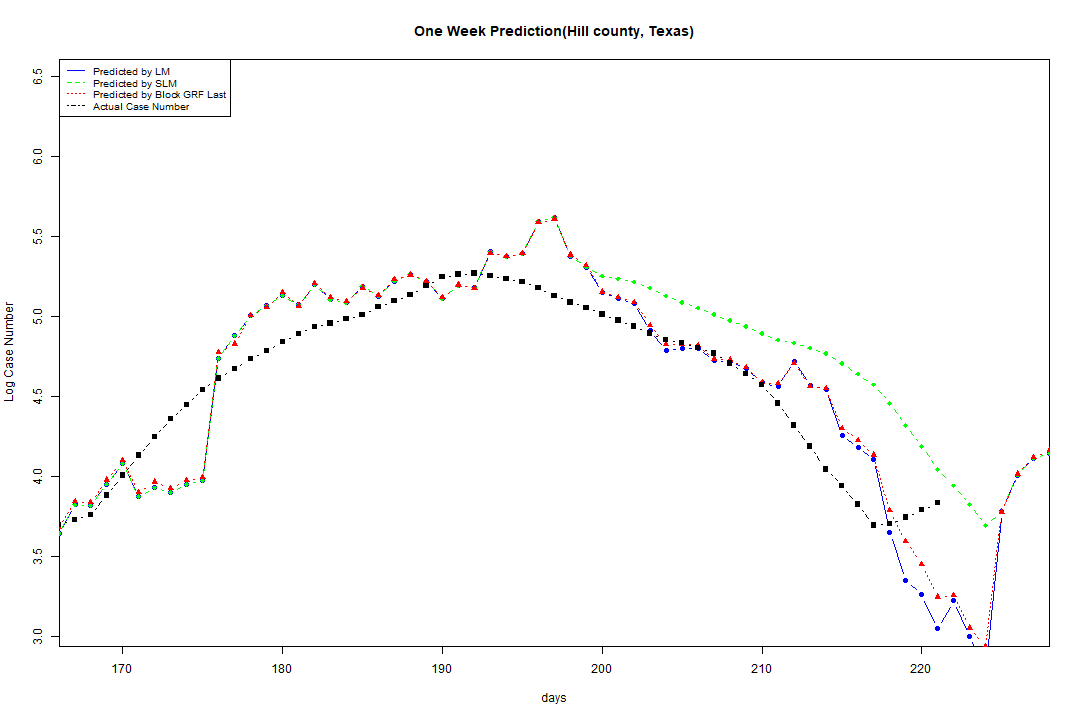 One Week Prediction(Hill county, Texas)
Predicted by LM
Predicted by SLM
Predicted by Block GRF Last
Actual Case Number
6.5
6.0
5.5
5.0
4.5
4.0
3.5
3.0
Log Case Number
170 180 190 200 210 220
days